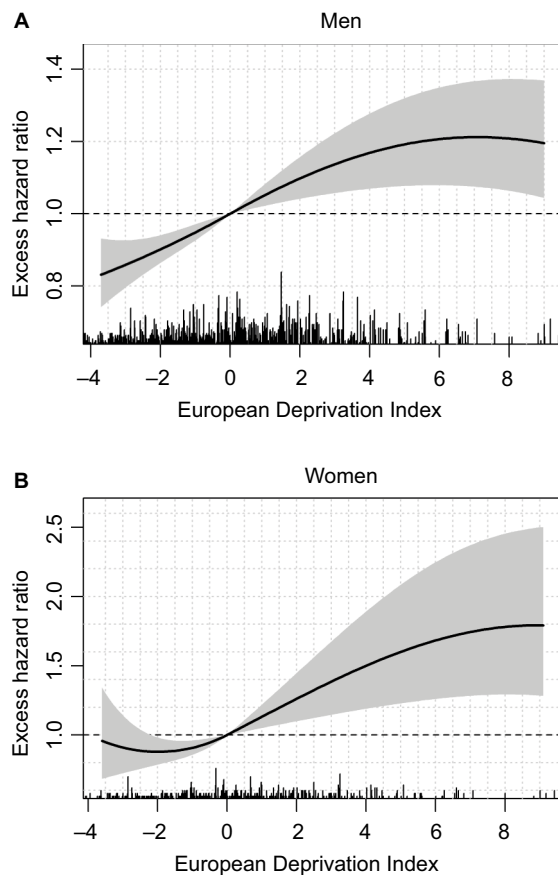 A
Men
Excess hazard ratio
1.4
1.2
1.0
0.8
–4 –2 0 2 4 6 8
European Deprivation Index
B
Women
Excess hazard ratio
2.5
2.0
1.5
1.0
–4 –2 0 2 4 6 8
European Deprivation Index